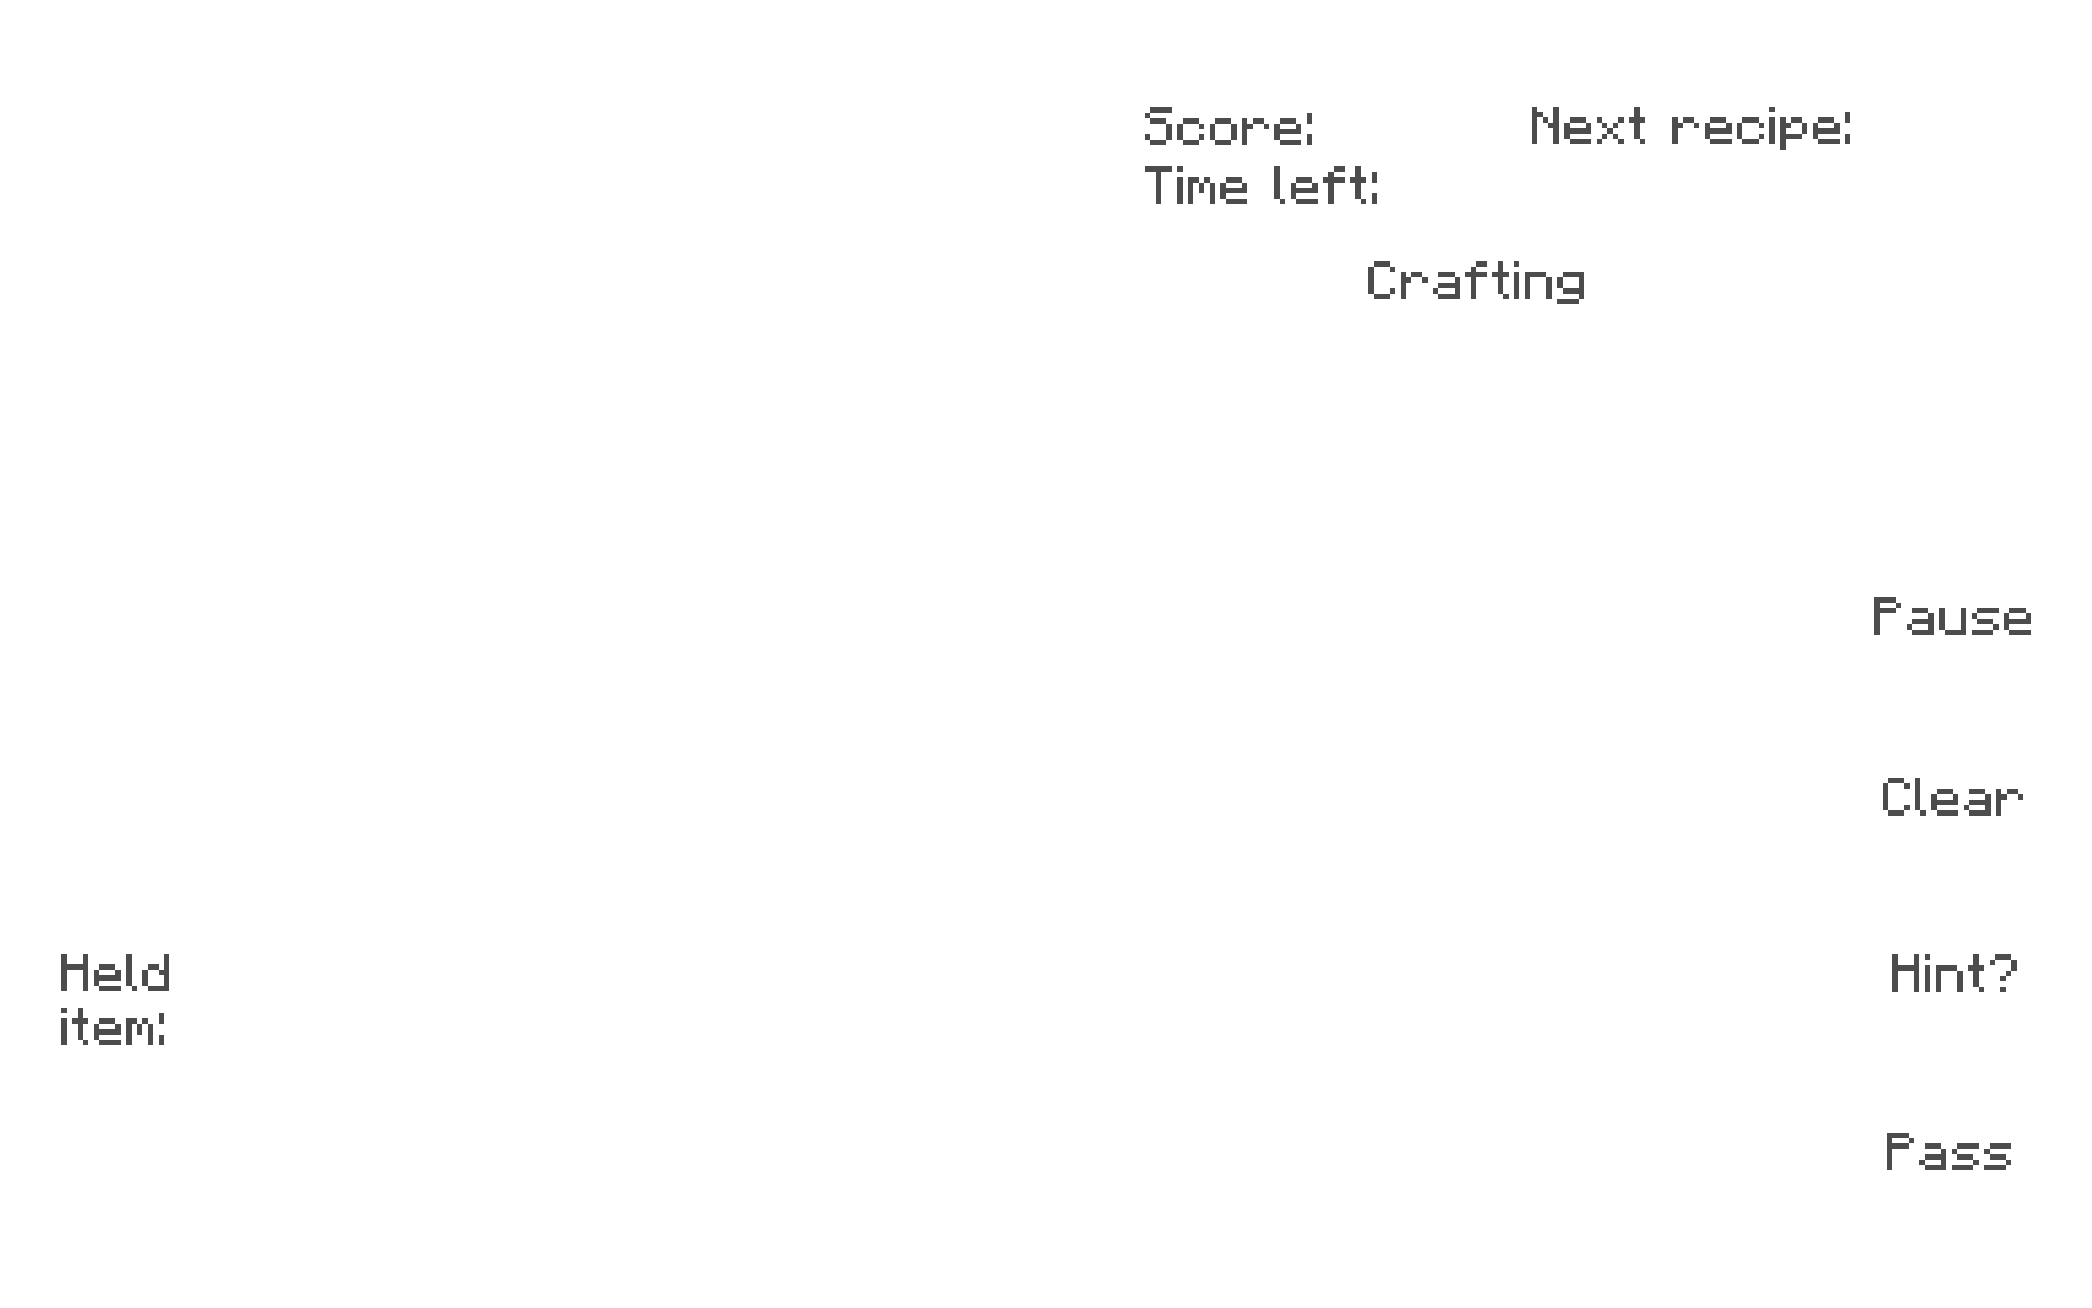 Score:
Next recipe:
Time left:
Crafting
Pause
Clear
Held
item:
Hint?
Pass